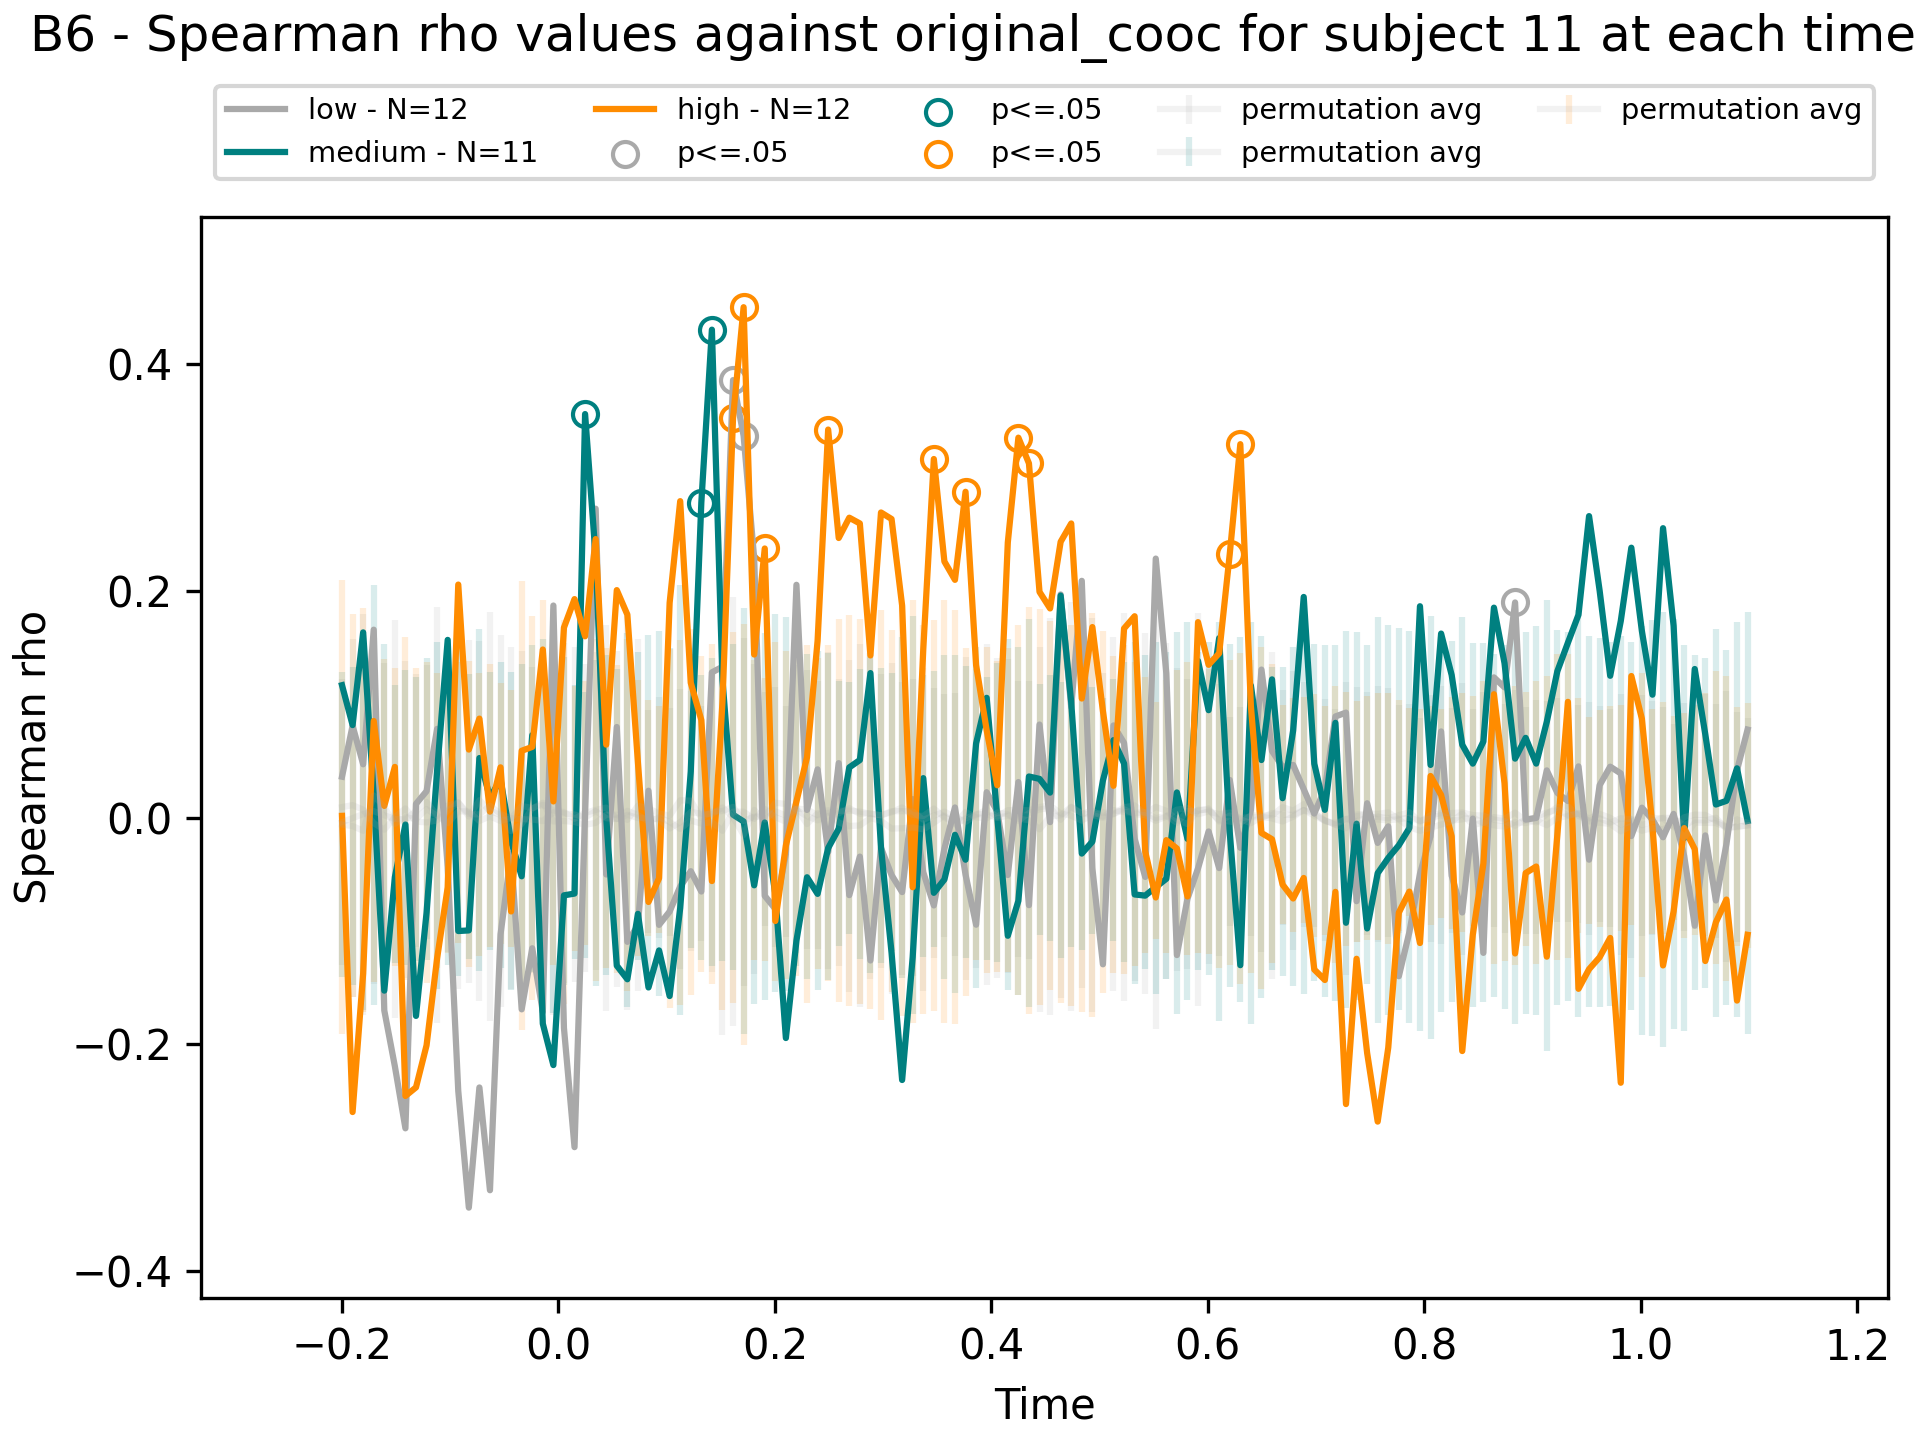 B6 - Spearman rho values against original_cooc for subject 11 at each time
low - N=12
medium - N=11
high - N=12
p<=.05
p<=.05
p<=.05
permutation avg
permutation avg
permutation avg
Spearman rho
0.4
0.2
0.0
−0.2
−0.4
−0.2 0.0 0.2 0.4 0.6 0.8 1.0 1.2
Time